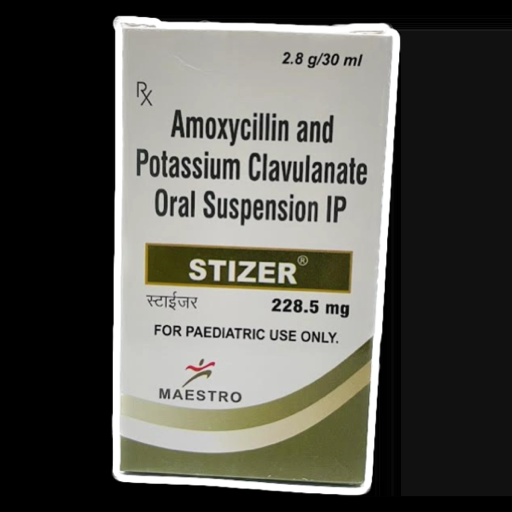 2.8 g/30 ml
Rx
Amoxycillin and
Potassium Clavulanate
Oral Suspension IP
STIZER®
स्टाईजर
228.5 mg
FOR PAEDIATRIC USE ONLY.
MAESTRO